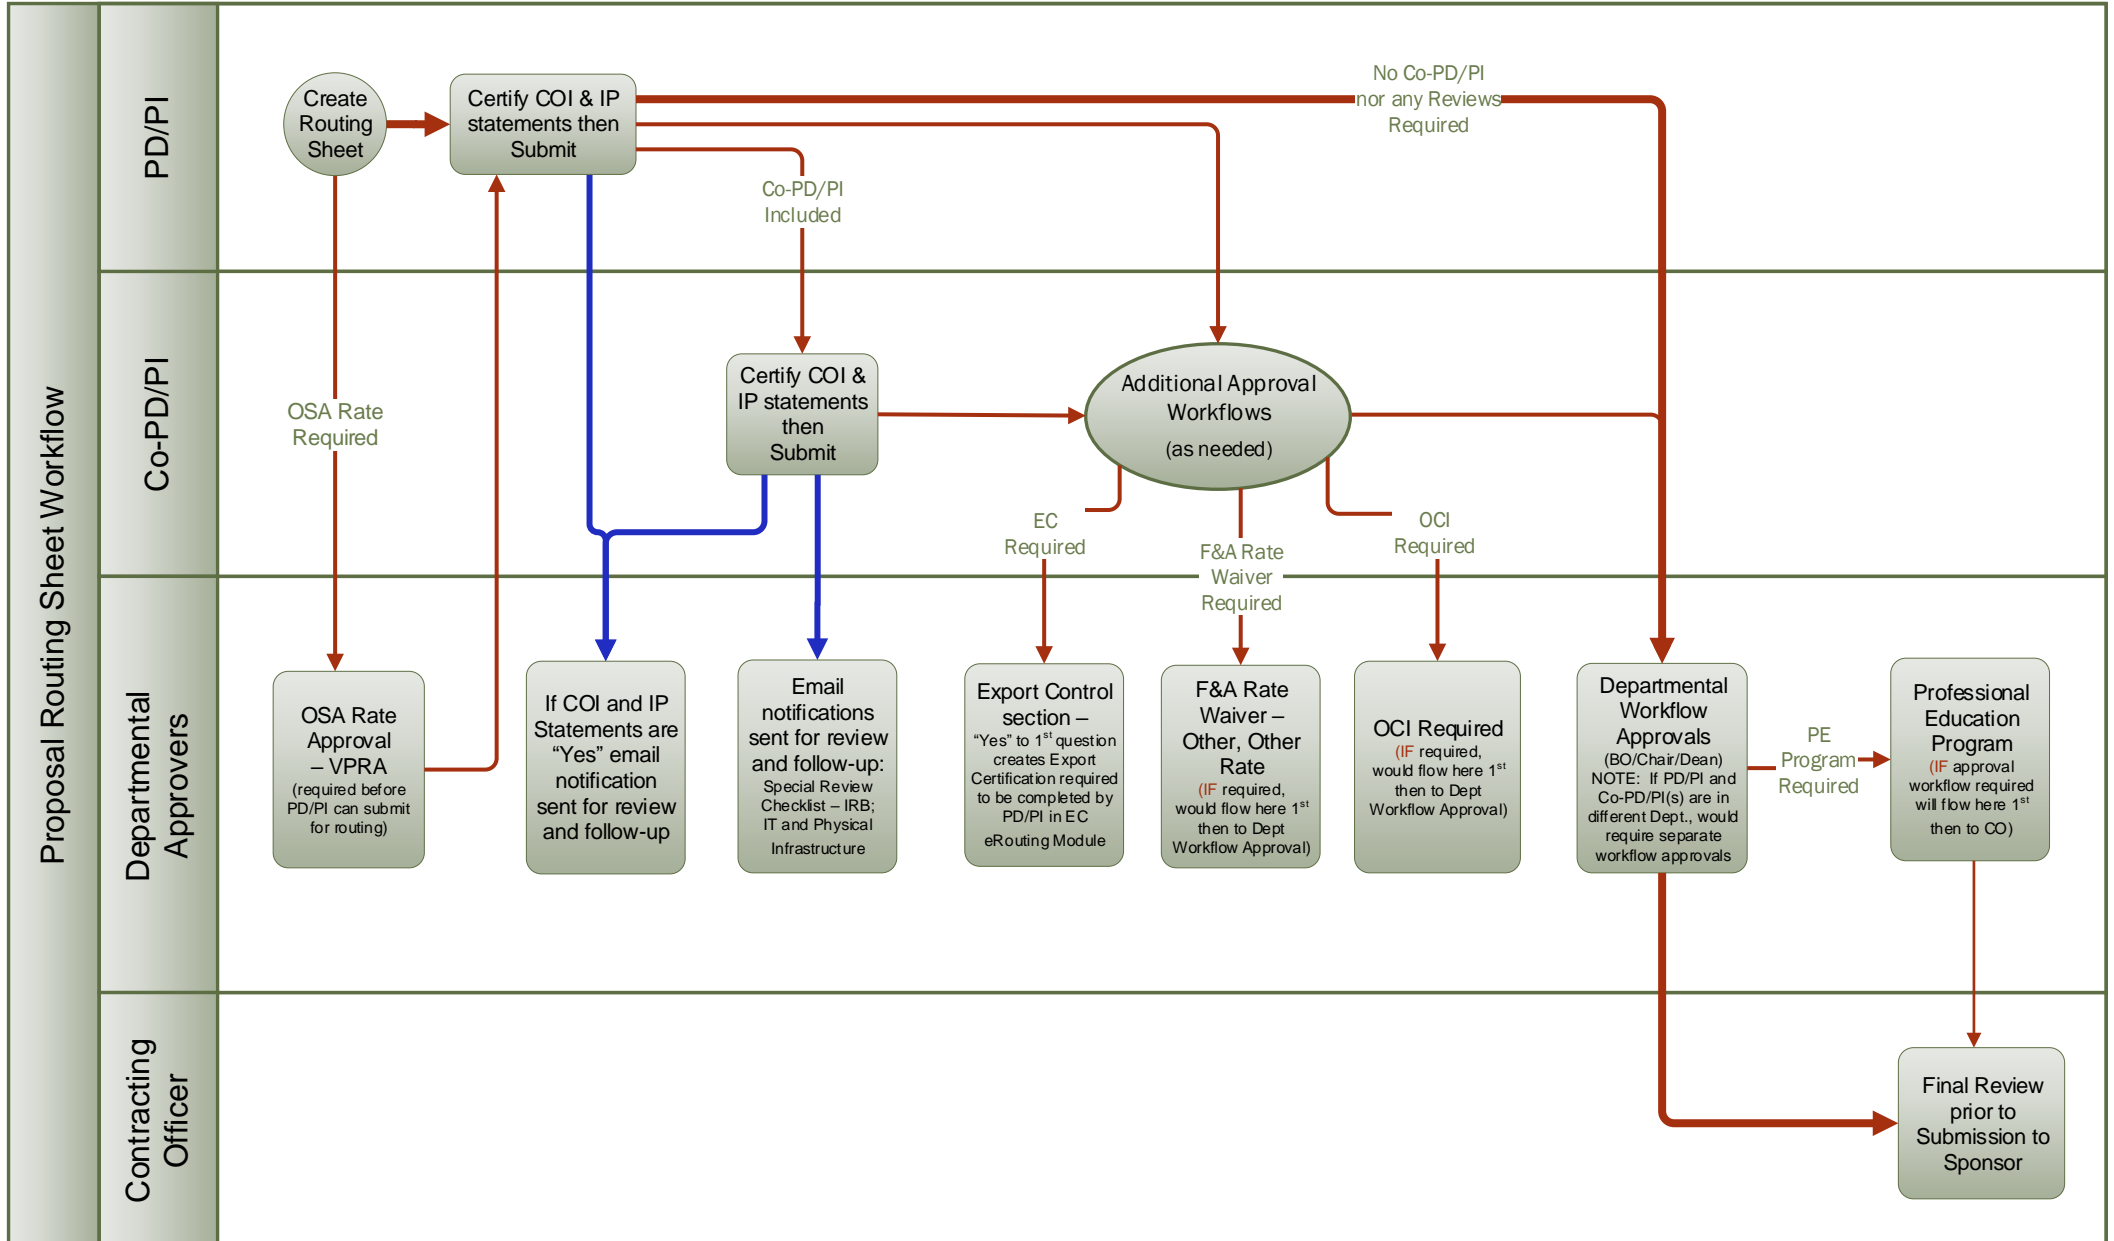 Proposal Routing Sheet Workflow
PD/PI
Create
Routing
Sheet
Certify COI & IP
statements then
Submit
No Co-PD/PI
nor any Reviews
Required
Co-PD/PI
Included
Co-PD/PI
OSA Rate
Required
Certify COI &
IP statements
then
Submit
Additional Approval
Workflows
(as needed)
EC
Required
F&A Rate
Waiver
Required
OCI
Required
Departmental
Approvers
OSA Rate
Approval
– VPRA
(required before
PD/PI can submit
for routing)
If COI and IP
Statements are
“Yes” email
notification
sent for review
and follow-up
Email
notifications
sent for review
and follow-up:
Special Review
Checklist – IRB;
IT and Physical
Infrastructure
Export Control
section –
“Yes” to 1st question
creates Export
Certification required
to be completed by
PD/PI in EC
eRouting Module
F&A Rate
Waiver –
Other, Other
Rate
(IF required,
would flow here 1st
then to Dept
Workflow Approval)
OCI Required
(IF required,
would flow here 1st
then to Dept
Workflow Approval)
Departmental
Workflow
Approvals
(BO/Chair/Dean)
NOTE: If PD/PI and
Co-PD/PI(s) are in
different Dept., would
require separate
workflow approvals
PE
Program
Required
Professional
Education
Program
(IF approval
workflow required
will flow here 1st
then to CO)
Contracting
Officer
Final Review
prior to
Submission to
Sponsor